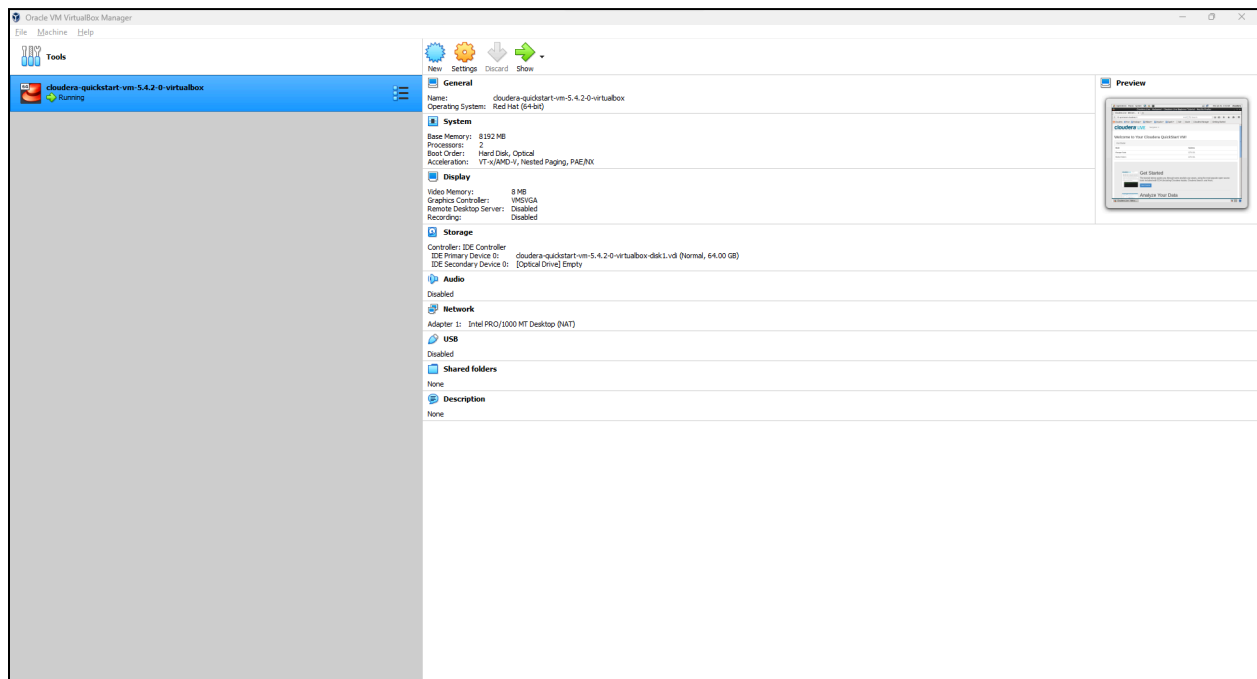 Oracle VM VirtualBox Manager
File Machine Help
Tools
cloudera-quickstart-vm-5.4.2-0-virtualbox
Running
New Settings Discard Show
General
Name: cloudera-quickstart-vm-5.4.2-0-virtualbox
Operating System: Red Hat (64-bit)
System
Base Memory: 8192 MB
Processors: 2
Boot Order: Hard Disk, Optical
Acceleration: VT-x/AMD-V, Nested Paging, PAE/NX
Display
Video Memory: 8 MB
Graphics Controller: VMSVGA
Remote Desktop Server: Disabled
Recording: Disabled
Storage
Controller: IDE Controller
IDE Primary Device 0: cloudera-quickstart-vm-5.4.2-0-virtualbox-disk1.vdi (Normal, 64.00 GB)
IDE Secondary Device 0: [Optical Drive] Empty
Audio
Disabled
Network
Adapter 1: Intel PRO/1000 MT Desktop (NAT)
USB
Disabled
Shared folders
None
Description
None
Preview
cloudera
Welcome to Your Cloudera QuickStart VM!
Get Started
Analyze Your Data